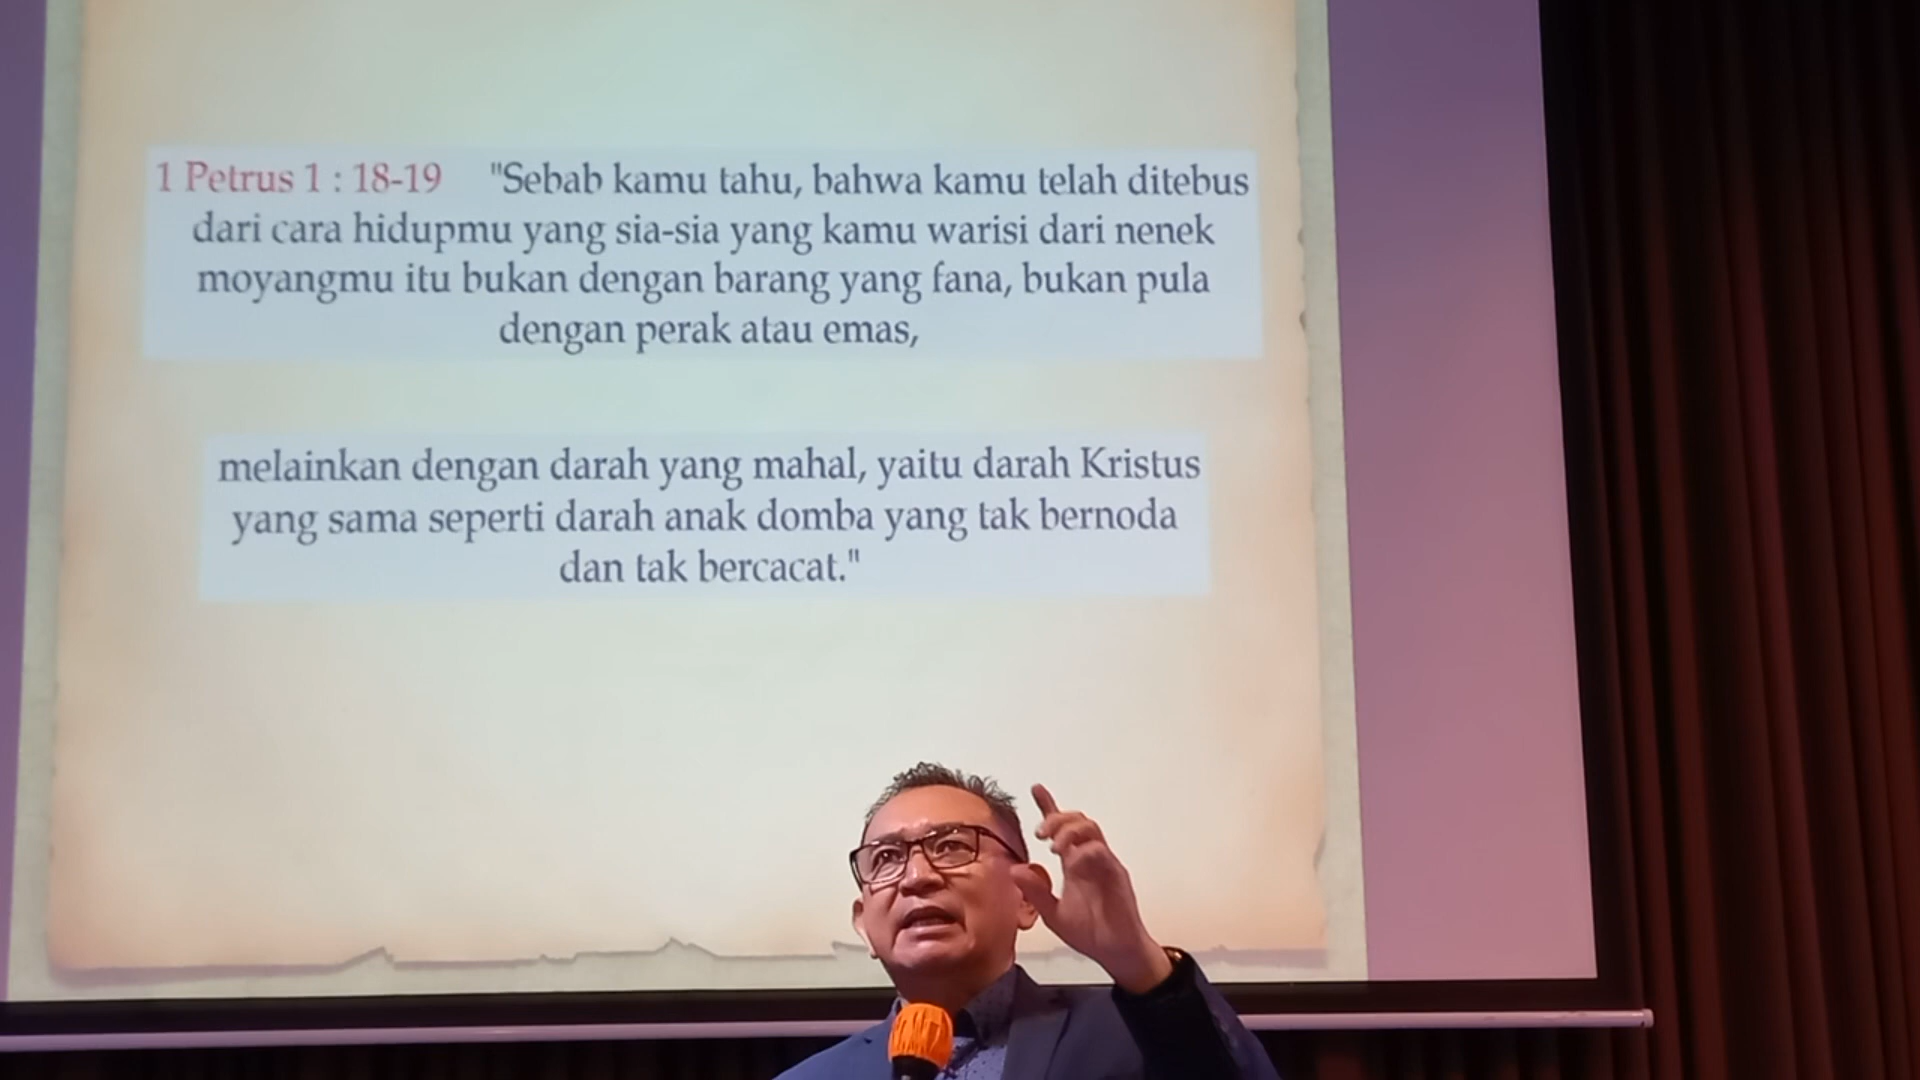 1 Petrus 1 : 18-19 "Sebab kamu tahu, bahwa kamu telah ditebus
dari cara hidupmu yang sia-sia yang kamu warisi dari nenek
moyangmu itu bukan dengan barang yang fana, bukan pula
dengan perak atau emas,
melainkan dengan darah yang mahal, yaitu darah Kristus
yang sama seperti darah anak domba yang tak bernoda
dan tak bercacat."